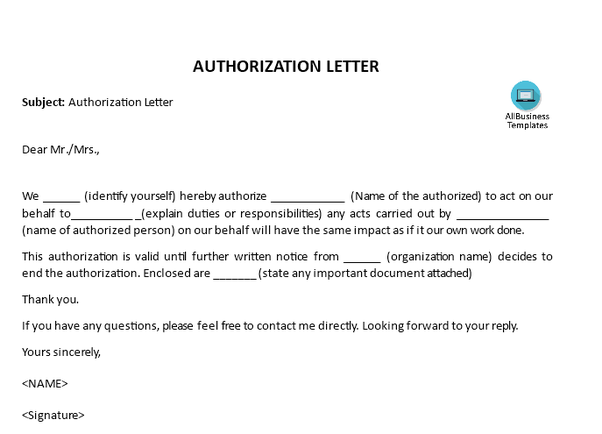 AUTHORIZATION LETTER
Subject: Authorization Letter
AllBusiness
Templates
Dear Mr./Mrs.,
We ______ (identify yourself) hereby authorize ____________ (Name of the authorized) to act on our
behalf to__________ _(explain duties or responsibilities) any acts carried out by _______________
(name of authorized person) on our behalf will have the same impact as if it our own work done.
This authorization is valid until further written notice from ______ (organization name) decides to
end the authorization. Enclosed are _______(state any important document attached)
Thank you.
If you have any questions, please feel free to contact me directly. Looking forward to your reply.
Yours sincerely,
<NAME>
<Signature>